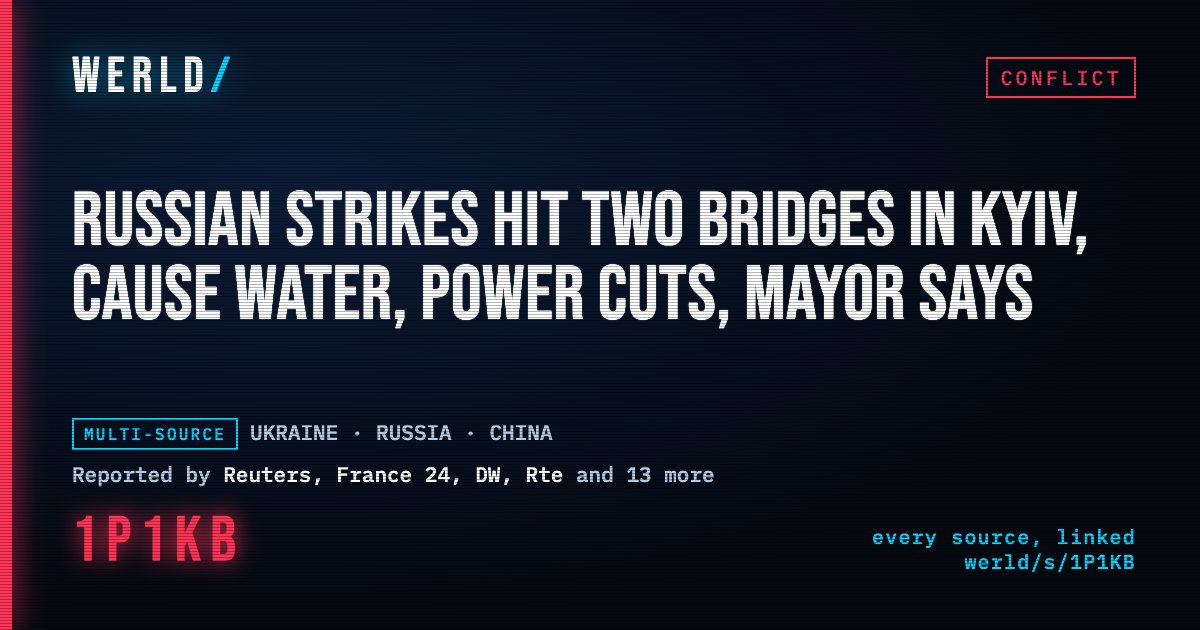 WERLD/
CONFLICT
RUSSIAN STRIKES HIT TWO BRIDGES IN KYIV,
CAUSE WATER, POWER CUTS, MAYOR SAYS
MULTI-SOURCE UKRAINE · RUSSIA · CHINA
Reported by Reuters, France 24, DW, Rte and 13 more
1P1KB
every source, linked
werld/s/1P1KB